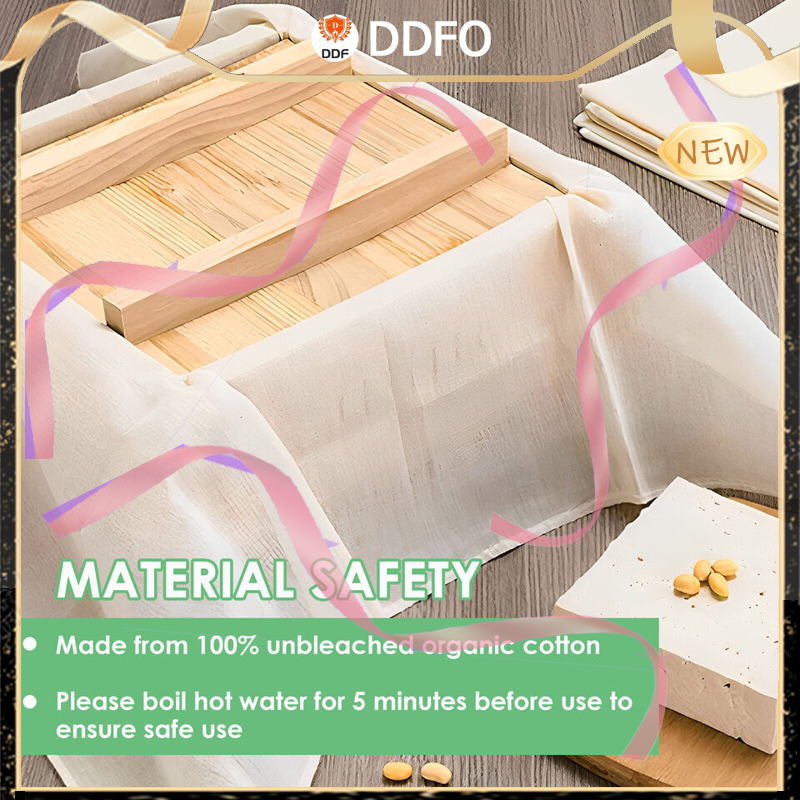 DDF
DDFO
NEW
MATERIAL SAFETY
Made from 100% unbleached organic cotton
Please boil hot water for 5 minutes before use to
ensure safe use